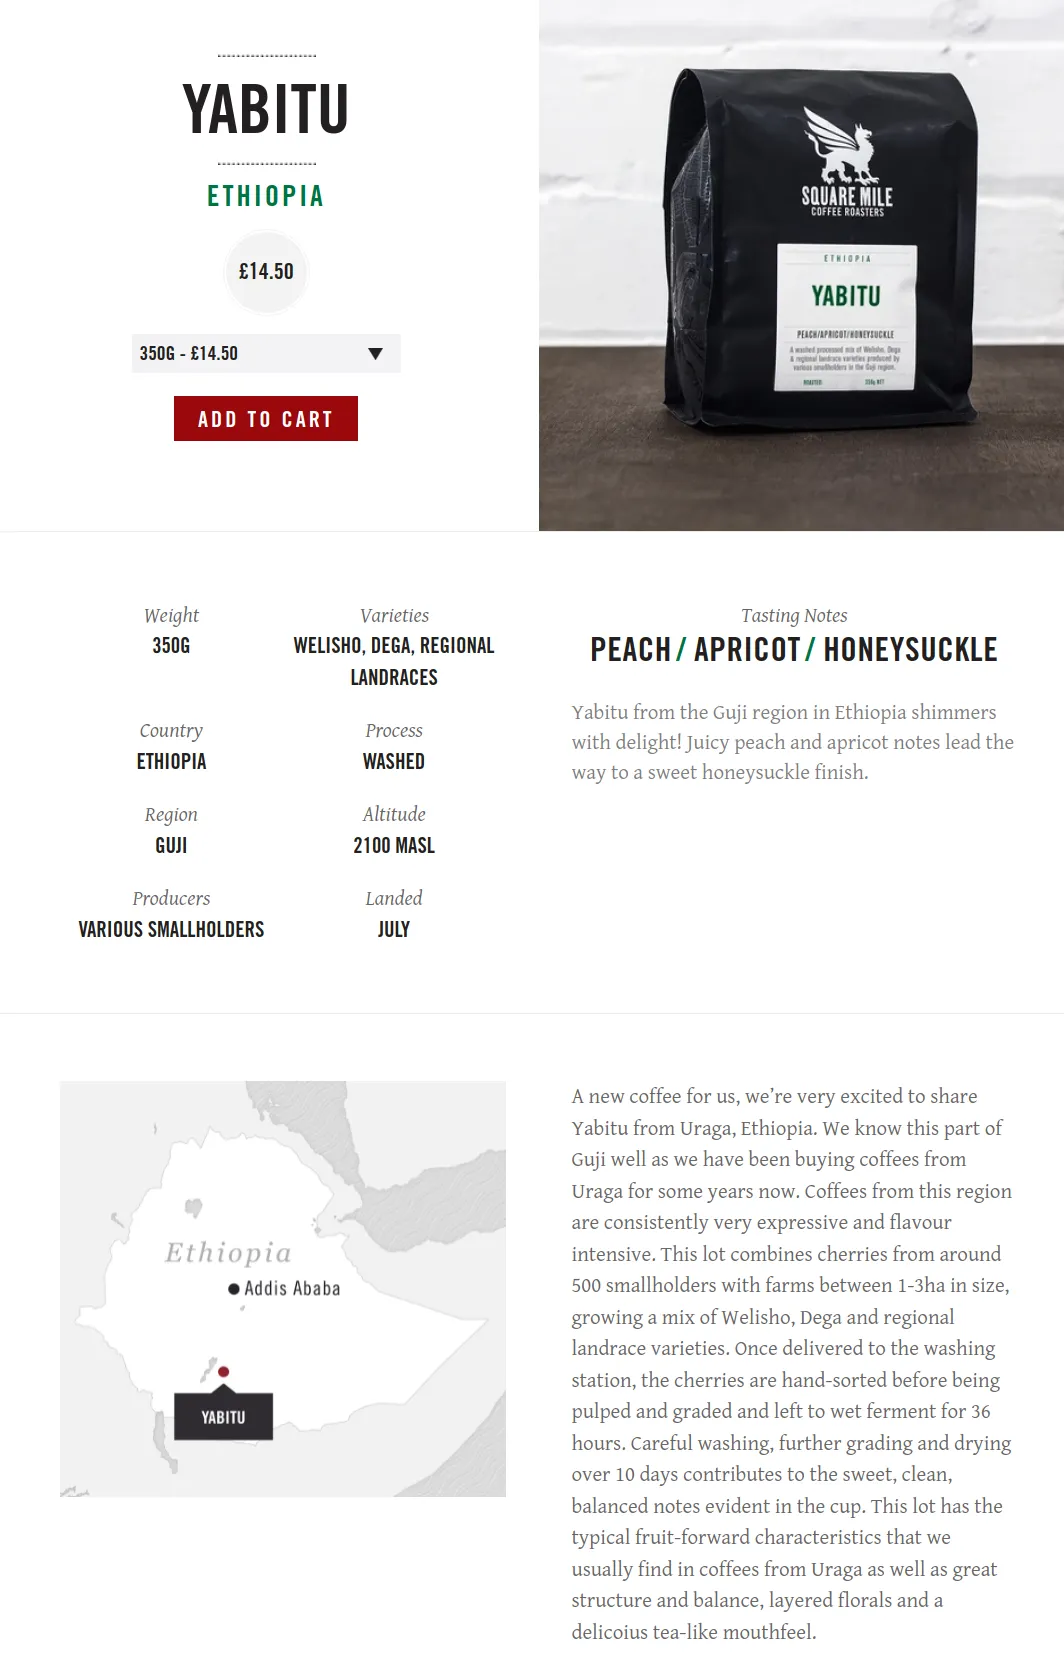 YABITU
ETHIOPIA
£14.50
350G - £14.50
ADD TO CART
SQUARE MILE
COFFEE ROASTERS
ETHIOPIA
YABITU
PEACH/APRICOT/HONEYSUCKLE
A washed processed mix of Welisho, Dega
& regional landrace varieties produced by
various smallholders in the Guji region.
ROASTED 350g NET
Weight
350G
Varieties
WELISHO, DEGA, REGIONAL
LANDRACES
Country
ETHIOPIA
Process
WASHED
Region
GUJI
Altitude
2100 MASL
Producers
VARIOUS SMALLHOLDERS
Landed
JULY
Tasting Notes
PEACH / APRICOT / HONEYSUCKLE
Yabitu from the Guji region in Ethiopia shimmers
with delight! Juicy peach and apricot notes lead the
way to a sweet honeysuckle finish.
Ethiopia
Addis Ababa
YABITU
A new coffee for us, we’re very excited to share
Yabitu from Uraga, Ethiopia. We know this part of
Guji well as we have been buying coffees from
Uraga for some years now. Coffees from this region
are consistently very expressive and flavour
intensive. This lot combines cherries from around
500 smallholders with farms between 1-3ha in size,
growing a mix of Welisho, Dega and regional
landrace varieties. Once delivered to the washing
station, the cherries are hand-sorted before being
pulped and graded and left to wet ferment for 36
hours. Careful washing, further grading and drying
over 10 days contributes to the sweet, clean,
balanced notes evident in the cup. This lot has the
typical fruit-forward characteristics that we
usually find in coffees from Uraga as well as great
structure and balance, layered florals and a
delicoius tea-like mouthfeel.